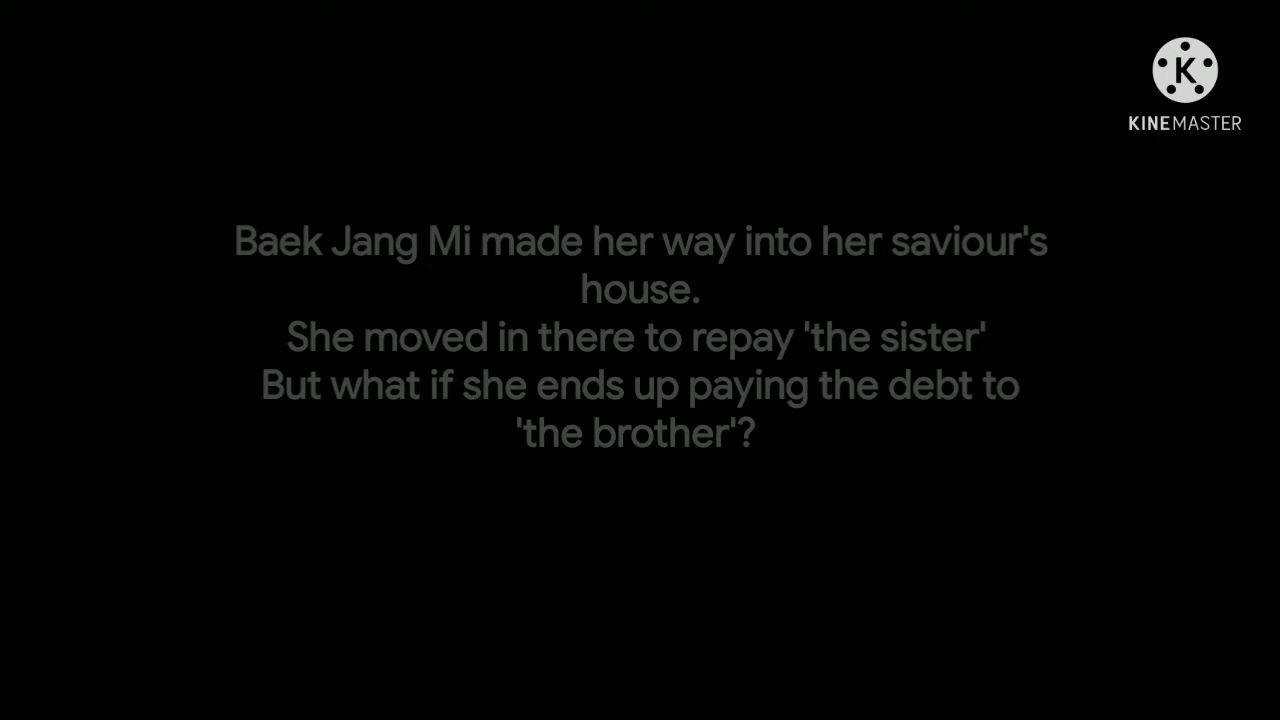 K
KINEMASTER
Baek Jang Mi made her way into her saviour's
house.
She moved in there to repay 'the sister'
But what if she ends up paying the debt to
'the brother'?